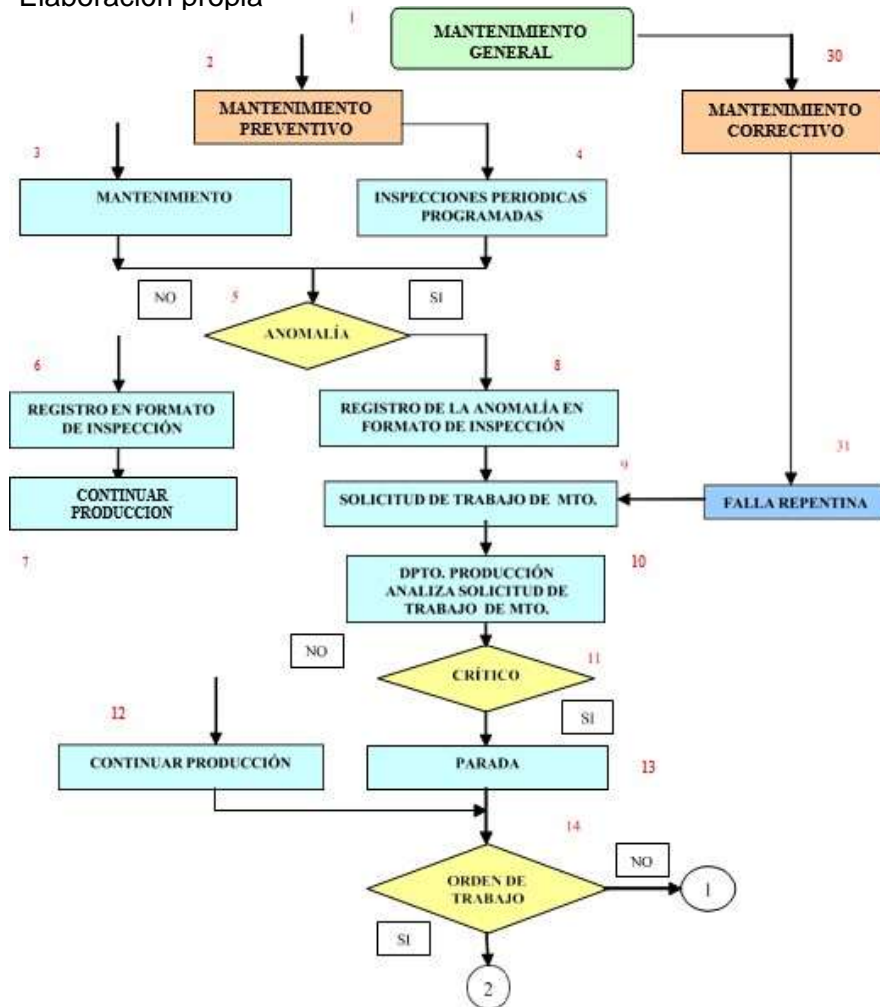 Elaboración propia
1
MANTENIMIENTO
GENERAL
2
30
MANTENIMIENTO
PREVENTIVO
MANTENIMIENTO
CORRECTIVO
3
4
MANTENIMIENTO
INSPECCIONES PERIODICAS
PROGRAMADAS
NO
5
SI
ANOMALÍA
6
8
REGISTRO EN FORMATO
DE INSPECCIÓN
REGISTRO DE LA ANOMALÍA EN
FORMATO DE INSPECCIÓN
31
9
CONTINUAR
PRODUCCION
SOLICITUD DE TRABAJO DE MTO.
FALLA REPENTINA
7
10
DPTO. PRODUCCIÓN
ANALIZA SOLICITUD DE
TRABAJO DE MTO.
NO
11
CRÍTICO
12
SI
CONTINUAR PRODUCCIÓN
PARADA
13
14
NO
ORDEN DE
TRABAJO
1
SI
2